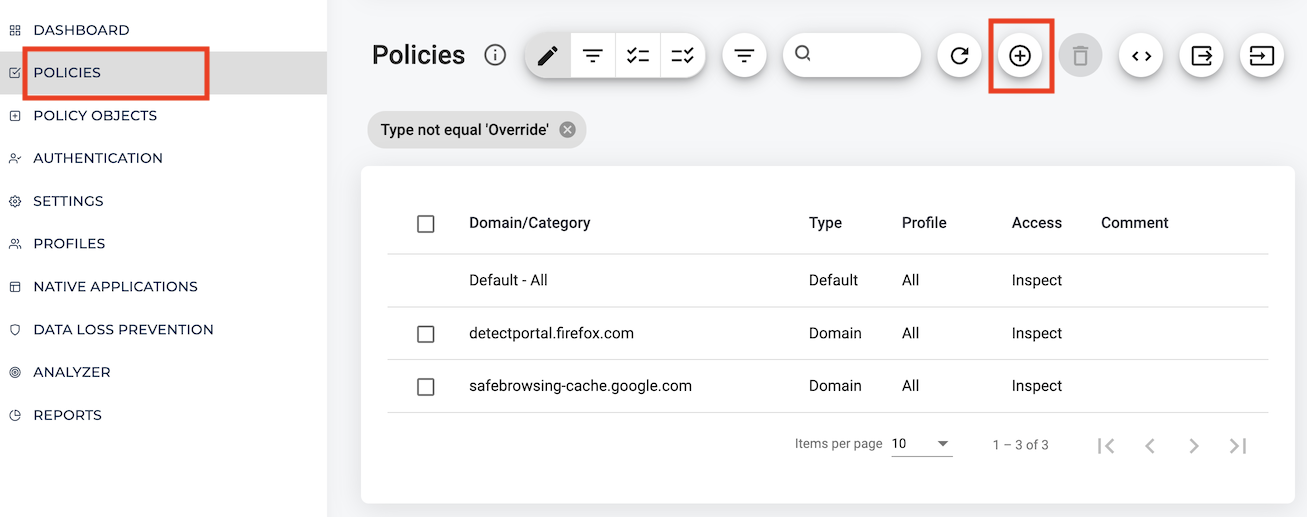 DASHBOARD
POLICIES
POLICY OBJECTS
AUTHENTICATION
SETTINGS
PROFILES
NATIVE APPLICATIONS
DATA LOSS PREVENTION
ANALYZER
REPORTS
Policies
Type not equal 'Override'
Domain/Category Type Profile Access Comment
Default - All Default All Inspect
detectportal.firefox.com Domain All Inspect
safebrowsing-cache.google.com Domain All Inspect
Items per page 10 1 – 3 of 3